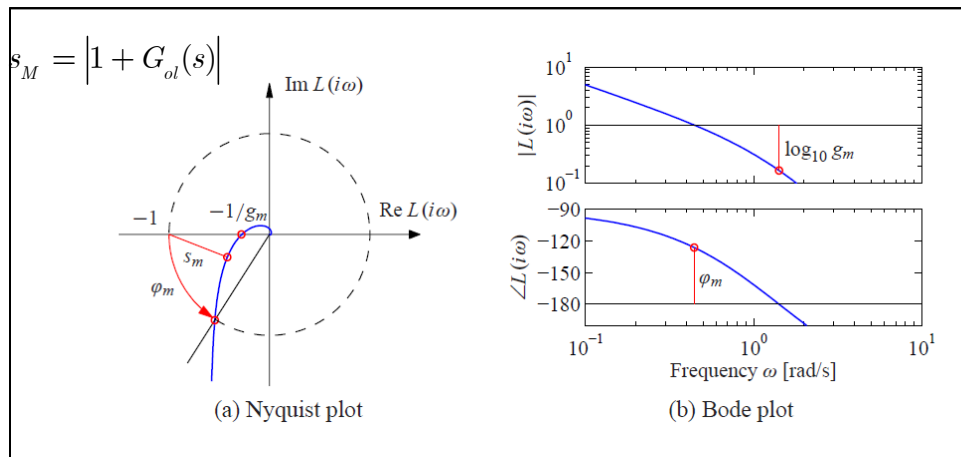 s_M = |1 + G_ol(s)|
Im L(iω)
Re L(iω)
−1
−1/g_m
s_m
φ_m
(a) Nyquist plot
10^1
10^0
10^−1
|L(iω)|
log_10 g_m
−90
−120
−150
−180
∠L(iω)
φ_m
10^−1
10^0
10^1
Frequency ω [rad/s]
(b) Bode plot